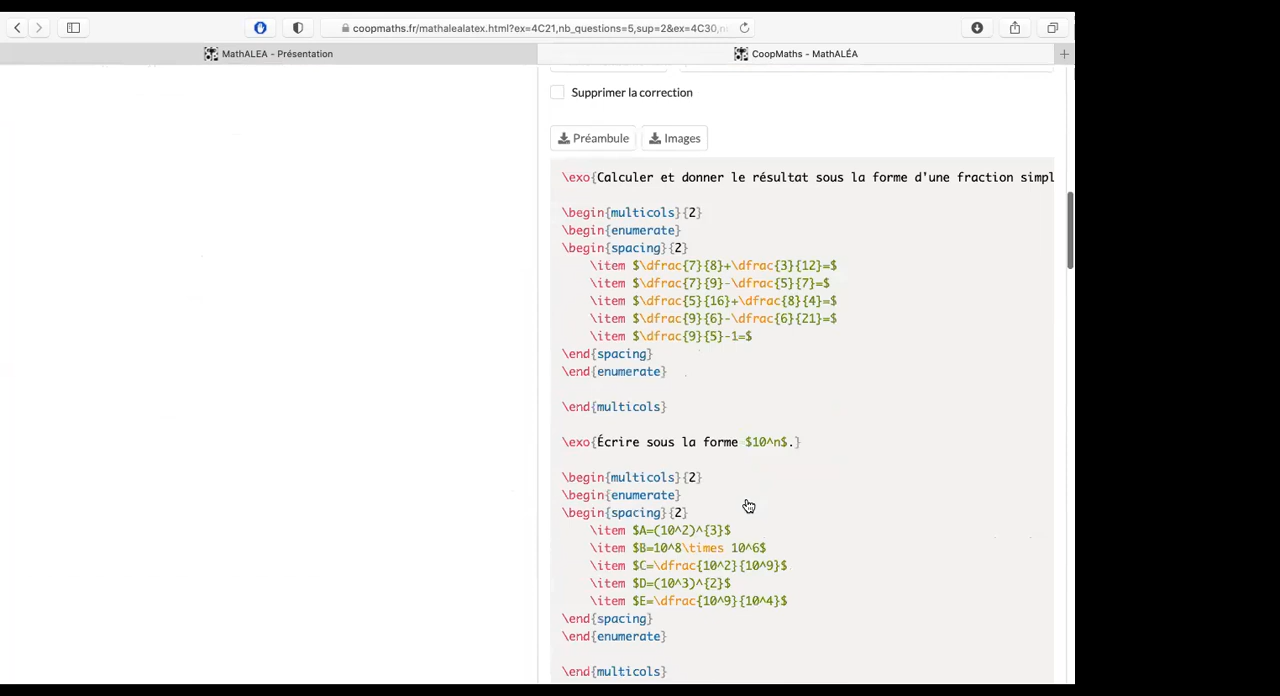 coopmaths.fr/mathalealatex.html?ex=4C21,nb_questions=5,sup=2&ex=4C30,n
MathALEA - Présentation
CoopMaths - MathALÉA
Supprimer la correction
Préambule
Images
\exo{Calculer et donner le résultat sous la forme d'une fraction simpl
\begin{multicols}{2}
\begin{enumerate}
\begin{spacing}{2}
\item $\dfrac{7}{8}+\dfrac{3}{12}=$
\item $\dfrac{7}{9}-\dfrac{5}{7}=$
\item $\dfrac{5}{16}+\dfrac{8}{4}=$
\item $\dfrac{9}{6}-\dfrac{6}{21}=$
\item $\dfrac{9}{5}-1=$
\end{spacing}
\end{enumerate}
\end{multicols}
\exo{Écrire sous la forme $10^n$.}
\begin{multicols}{2}
\begin{enumerate}
\begin{spacing}{2}
\item $A=(10^2)^{3}$
\item $B=10^8\times 10^6$
\item $C=\dfrac{10^2}{10^9}$
\item $D=(10^3)^{2}$
\item $E=\dfrac{10^9}{10^4}$
\end{spacing}
\end{enumerate}
\end{multicols}